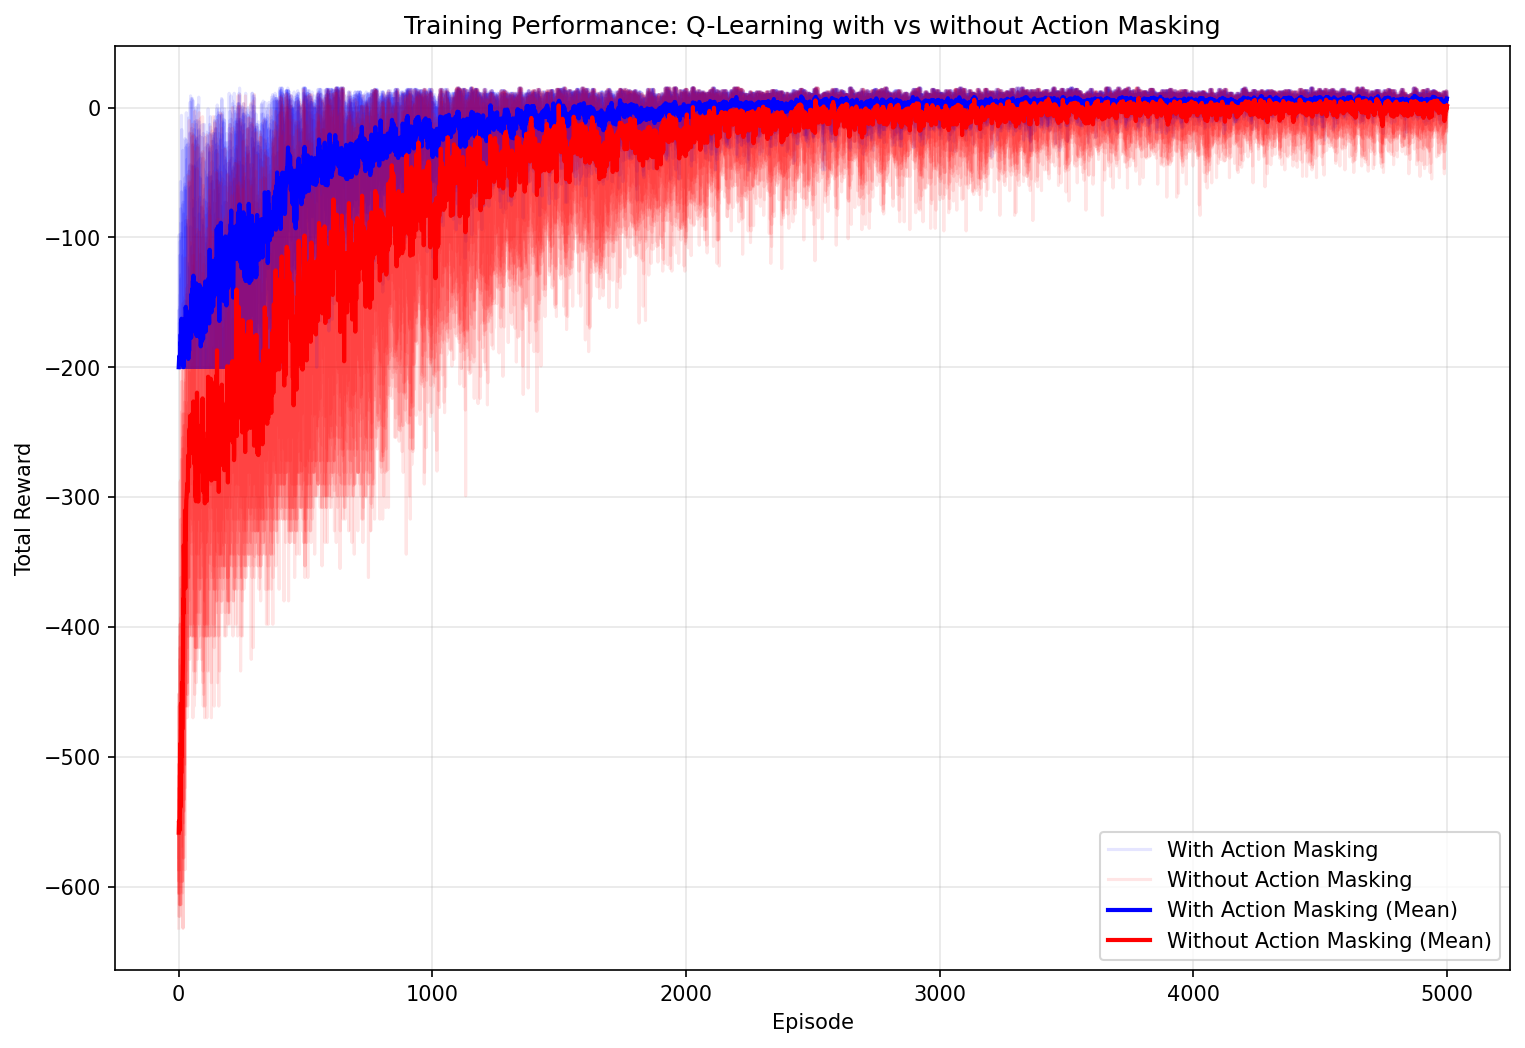 Training Performance: Q-Learning with vs without Action Masking
Total Reward
0
−100
−200
−300
−400
−500
−600
With Action Masking
Without Action Masking
With Action Masking (Mean)
Without Action Masking (Mean)
0 1000 2000 3000 4000 5000
Episode